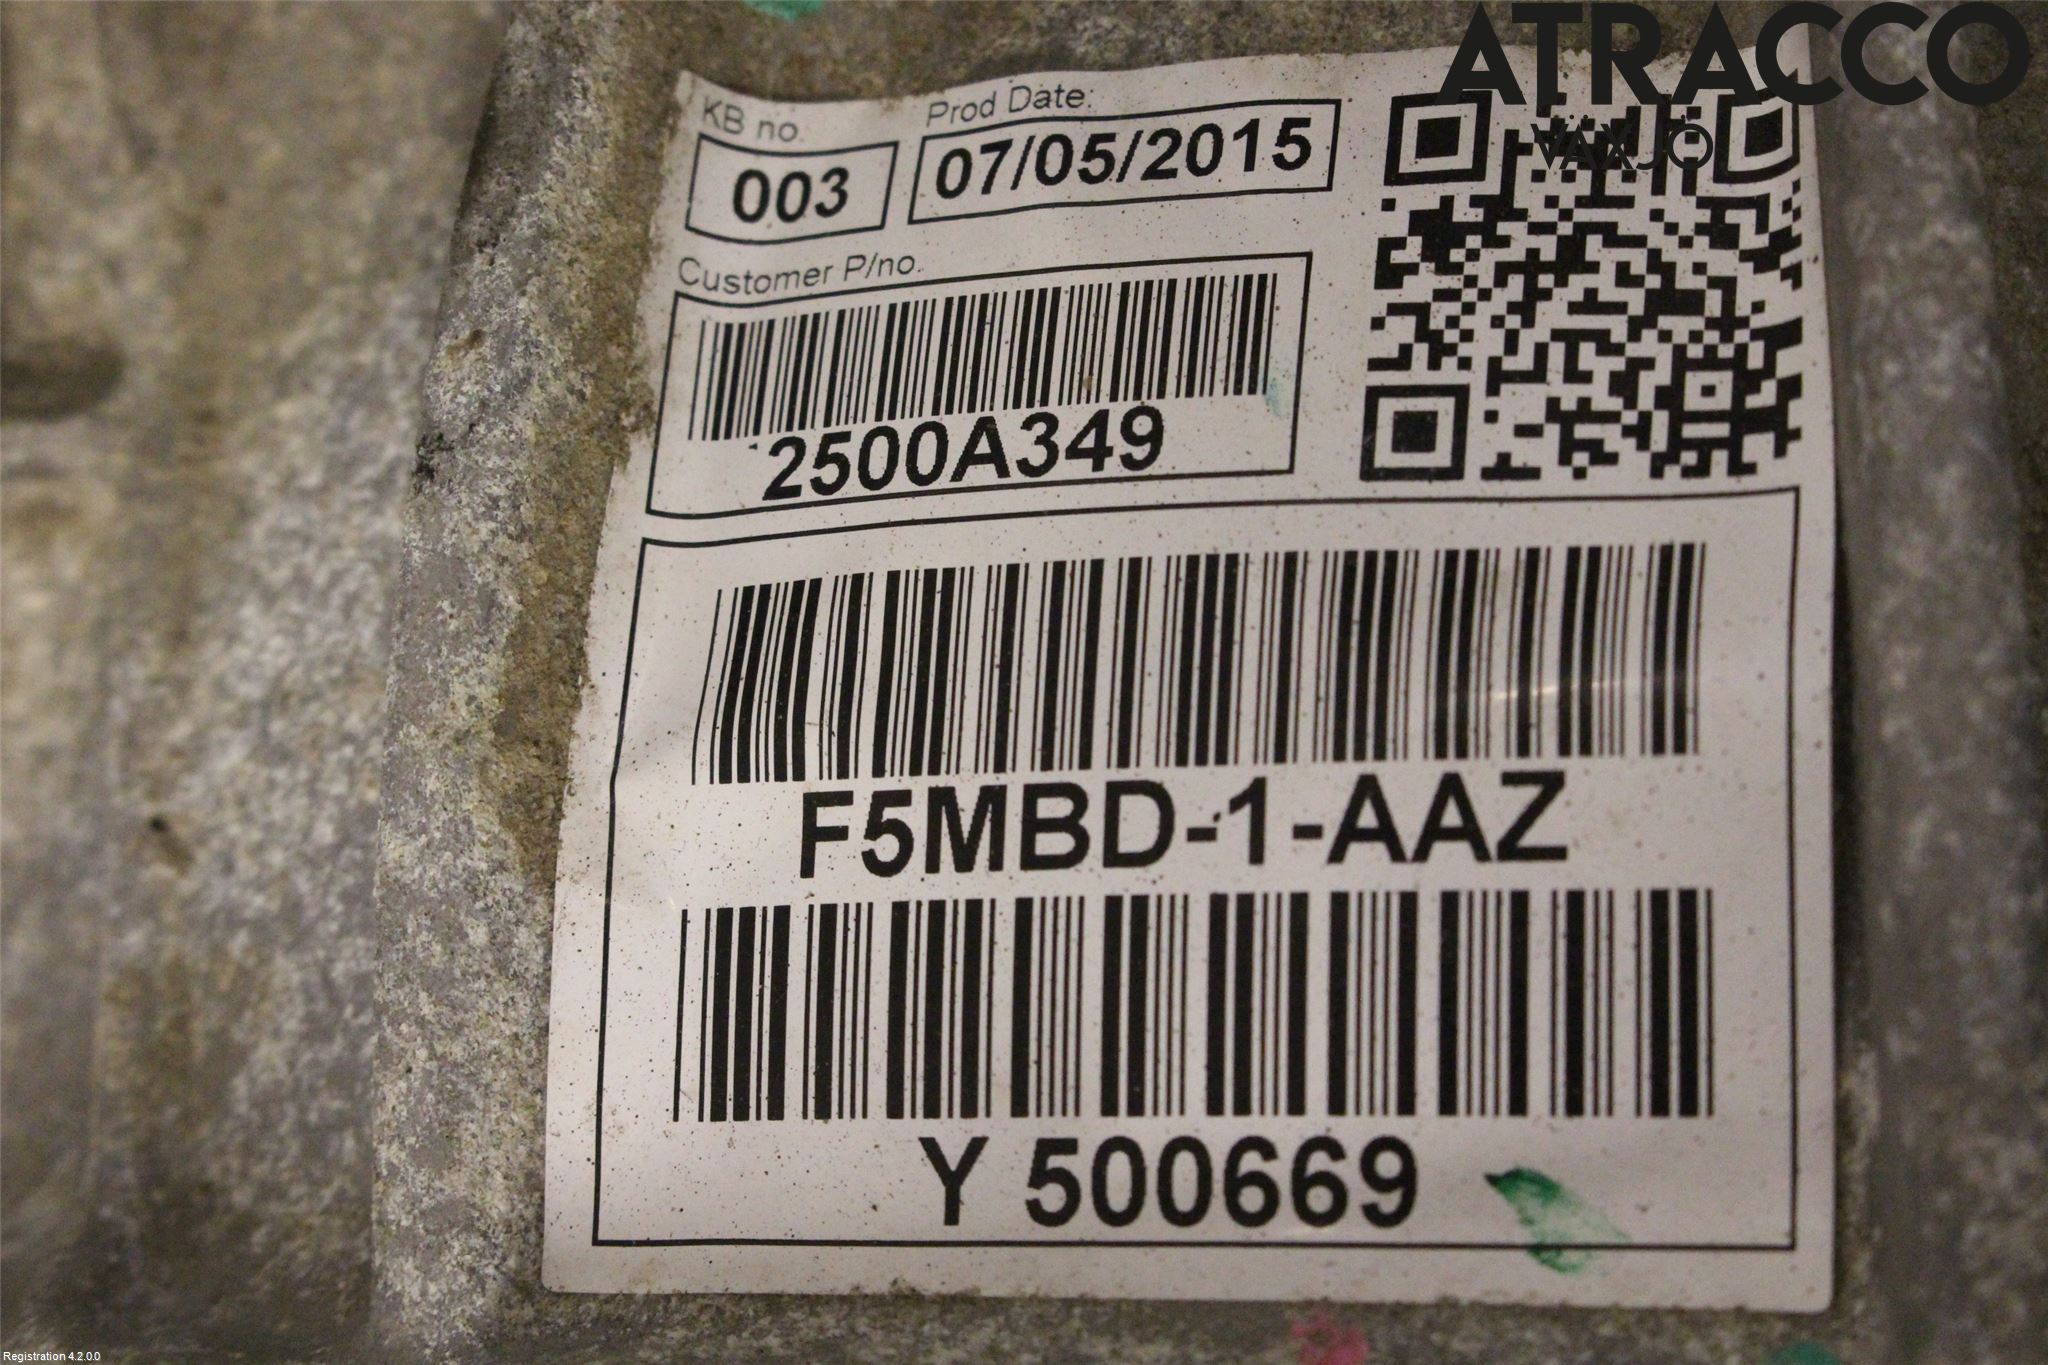 ATRACCO
VÄXJÖ
KB no.
Prod Date:
003
07/05/2015
Customer P/no.
2500A349
F5MBD-1-AAZ
Y 500669
Registration 4.2.0.0